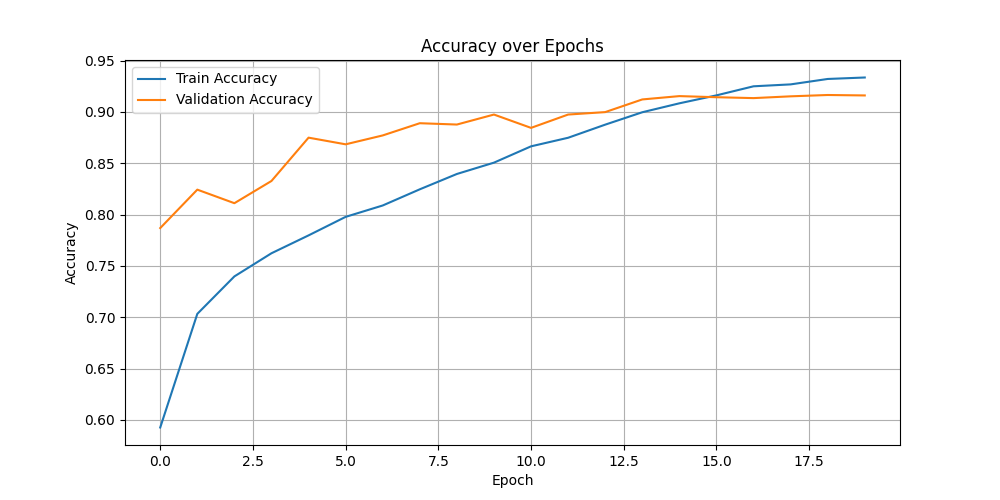 Accuracy over Epochs
Train Accuracy
Validation Accuracy
0.95
0.90
0.85
0.80
0.75
0.70
0.65
0.60
Accuracy
0.0 2.5 5.0 7.5 10.0 12.5 15.0 17.5
Epoch